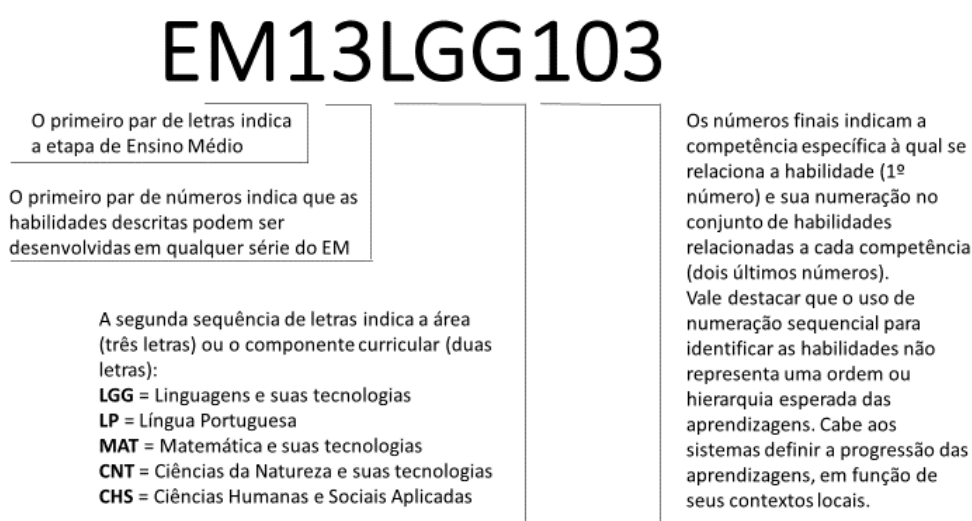 EM13LGG103
O primeiro par de letras indica
a etapa de Ensino Médio
O primeiro par de números indica que as
habilidades descritas podem ser
desenvolvidas em qualquer série do EM
A segunda sequência de letras indica a área
(três letras) ou o componente curricular (duas
letras):
LGG = Linguagens e suas tecnologias
LP = Língua Portuguesa
MAT = Matemática e suas tecnologias
CNT = Ciências da Natureza e suas tecnologias
CHS = Ciências Humanas e Sociais Aplicadas
Os números finais indicam a
competência específica à qual se
relaciona a habilidade (1º
número) e sua numeração no
conjunto de habilidades
relacionadas a cada competência
(dois últimos números).
Vale destacar que o uso de
numeração sequencial para
identificar as habilidades não
representa uma ordem ou
hierarquia esperada das
aprendizagens. Cabe aos
sistemas definir a progressão das
aprendizagens, em função de
seus contextos locais.